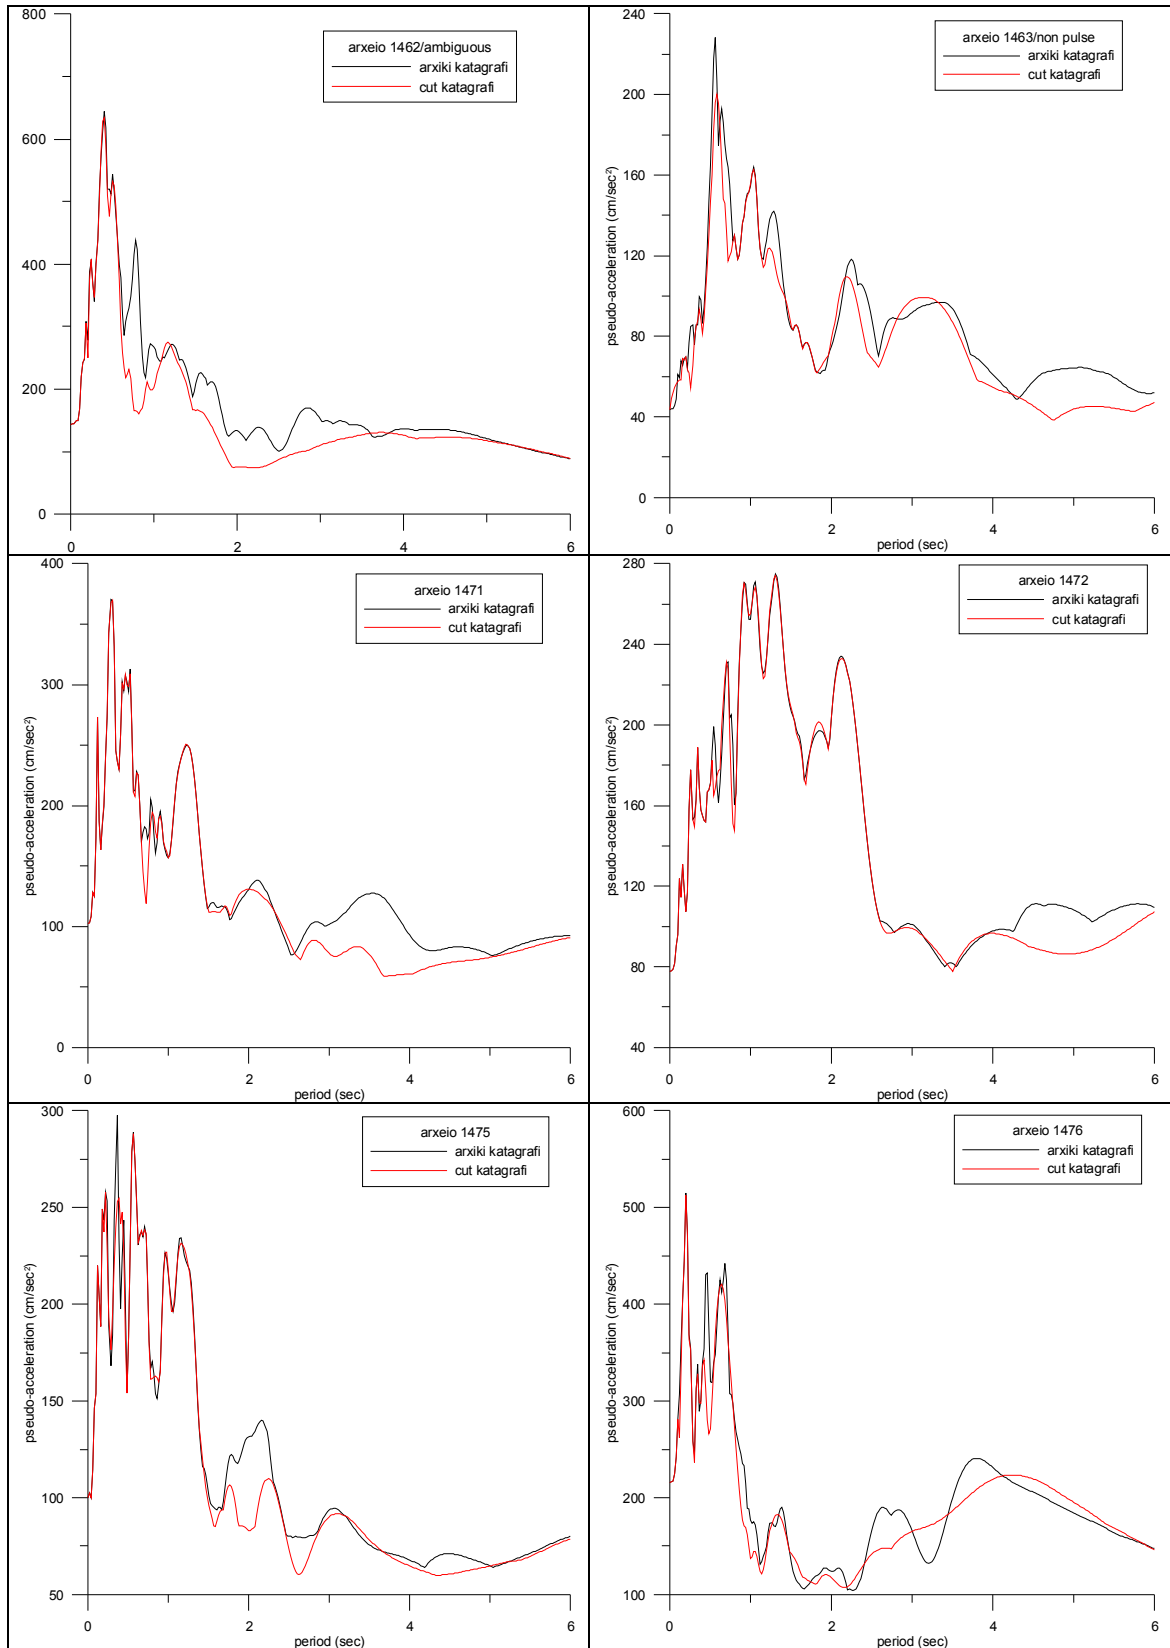 800
600
400
200
0
0
2
4
6
arxeio 1462/ambiguous
arxiki katagrafi
cut katagrafi
240
200
160
120
80
40
0
pseudo-acceleration (cm/sec²)
0
2
4
6
period (sec)
arxeio 1463/non pulse
arxiki katagrafi
cut katagrafi
400
300
200
100
0
pseudo-acceleration (cm/sec²)
0
2
4
6
period (sec)
arxeio 1471
arxiki katagrafi
cut katagrafi
280
240
200
160
120
80
40
pseudo-acceleration (cm/sec²)
0
2
4
6
period (sec)
arxeio 1472
arxiki katagrafi
cut katagrafi
300
250
200
150
100
50
pseudo-acceleration (cm/sec²)
0
2
4
6
period (sec)
arxeio 1475
arxiki katagrafi
cut katagrafi
600
500
400
300
200
100
pseudo-acceleration (cm/sec²)
0
2
4
6
period (sec)
arxeio 1476
arxiki katagrafi
cut katagrafi